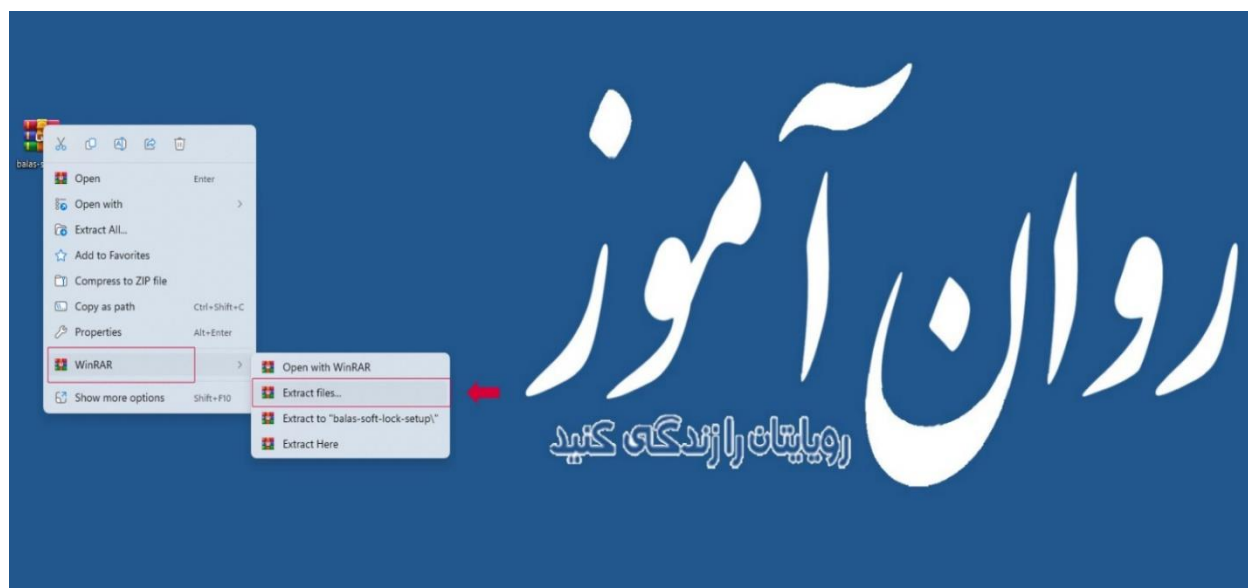 Open Enter
Open with
Extract All...
Add to Favorites
Compress to ZIP file
Copy as path Ctrl+Shift+C
Properties Alt+Enter
WinRAR
Show more options Shift+F10
Open with WinRAR
Extract files...
Extract to "balas-soft-lock-setup\"
Extract Here
روان آموز
رویایتان را زندگی کنید